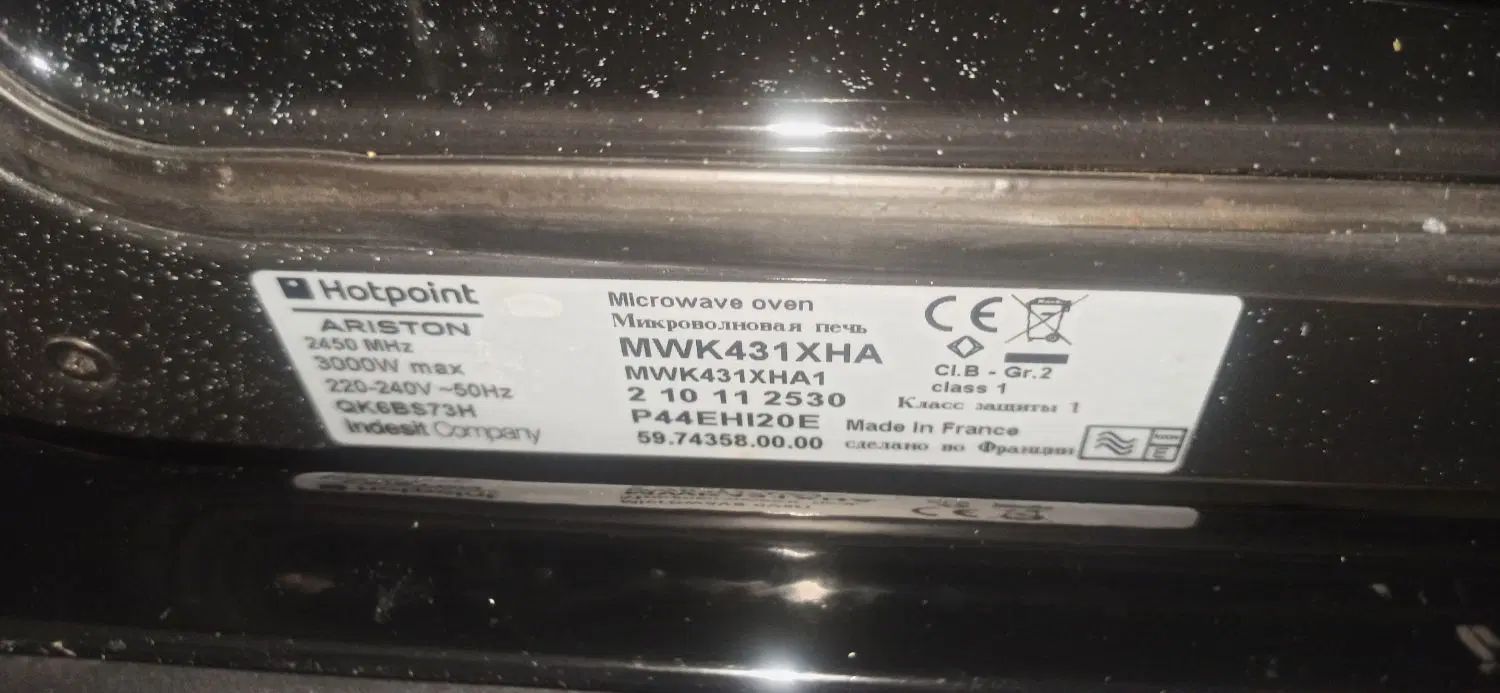 Hotpoint
ARISTON
2450 MHz
3000W max
220-240V ~50Hz
QK6BS73H
Indesit Company
Microwave oven
Микроволновая печь
MWK431XHA
MWK431XHA1
2 10 11 2530
P44EHI20E
59.74358.00.00
CE
Cl.B - Gr.2
class 1
Класс защиты 1
Made in France
сделано во Франции
E